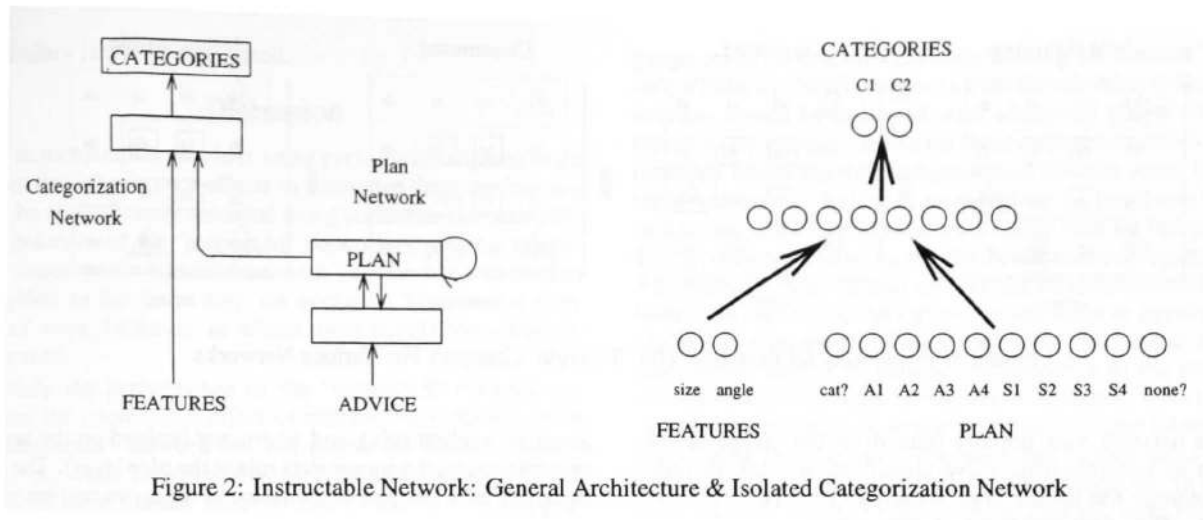 CATEGORIES
Categorization
Network
Plan
Network
PLAN
FEATURES
ADVICE
CATEGORIES
C1 C2
size angle
cat? A1 A2 A3 A4 S1 S2 S3 S4 none?
FEATURES
PLAN
Figure 2: Instructable Network: General Architecture & Isolated Categorization Network